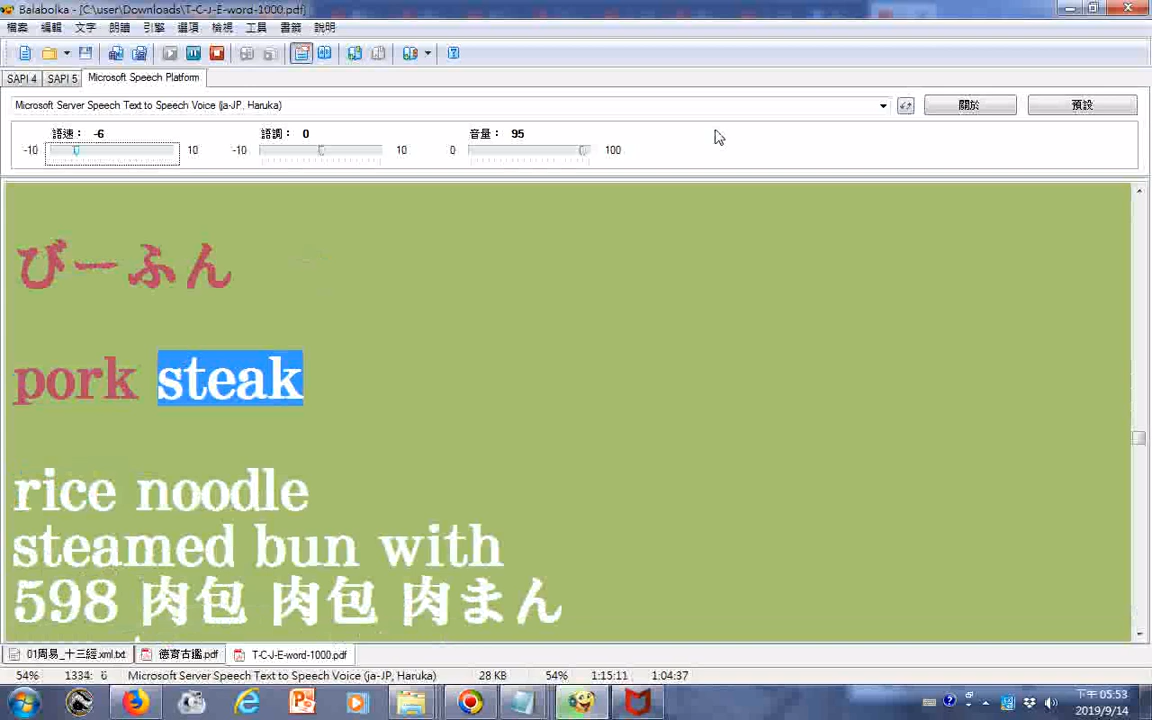 Balabolka - [C:\user\Downloads\T-C-J-E-word-1000.pdf]
檔案 編輯 文字 朗讀 引擎 選項 檢視 工具 書籤 說明
SAPI 4 SAPI 5 Microsoft Speech Platform
Microsoft Server Speech Text to Speech Voice (ja-JP, Haruka) 關於 預設
語速： -6 語調： 0 音量： 95
-10 10 -10 10 0 100
びーふん
pork steak
rice noodle
steamed bun with
598 肉包 肉包 肉まん
01周易_十三經.xml.txt 德育古鑑.pdf T-C-J-E-word-1000.pdf
54% 1334: 6 Microsoft Server Speech Text to Speech Voice (ja-JP, Haruka) 28 KB 54% 1:15:11 1:04:37
下午 05:53
2019/9/14